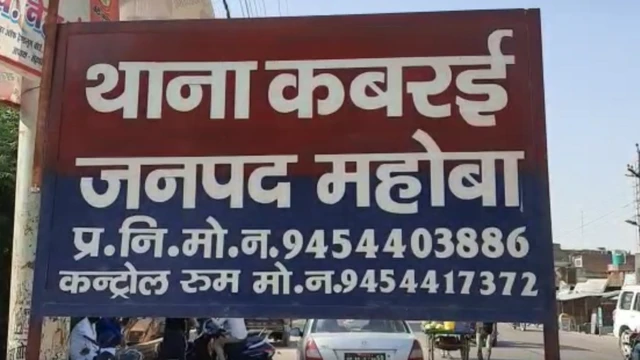 थाना कबरई
जनपद महोबा
प्र.नि.मो.न.9454403886
कन्ट्रोल रुम मो.न.9454417372